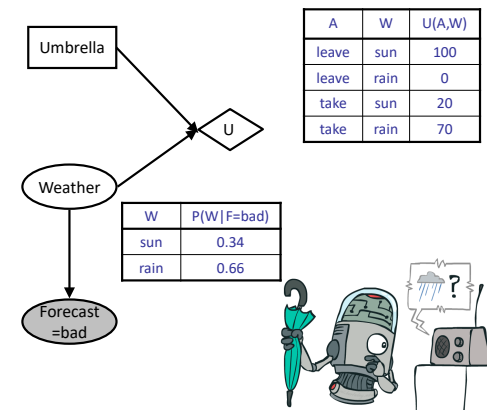 Umbrella
U
Weather
Forecast
=bad
A W U(A,W)
leave sun 100
leave rain 0
take sun 20
take rain 70
W P(W|F=bad)
sun 0.34
rain 0.66
?